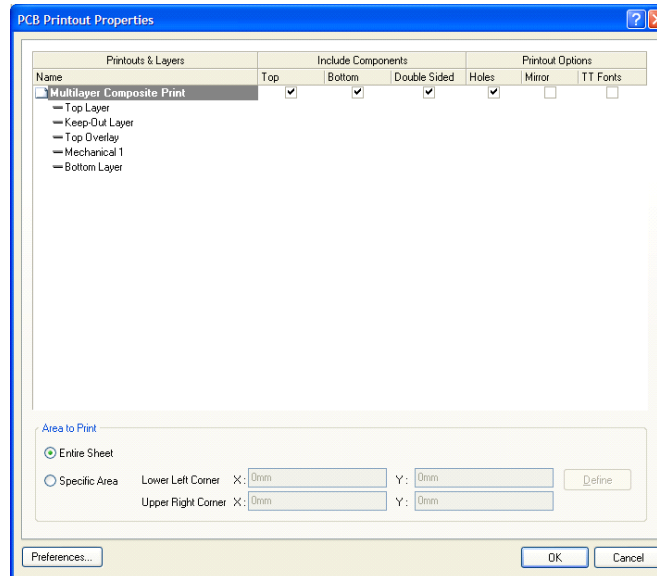 PCB Printout Properties
Printouts & Layers Include Components Printout Options
Name Top Bottom Double Sided Holes Mirror TT Fonts
Multilayer Composite Print
Top Layer
Keep-Out Layer
Top Overlay
Mechanical 1
Bottom Layer
Area to Print
Entire Sheet
Specific Area Lower Left Corner X: 0mm Y: 0mm Define
Upper Right Corner X: 0mm Y: 0mm
Preferences... OK Cancel